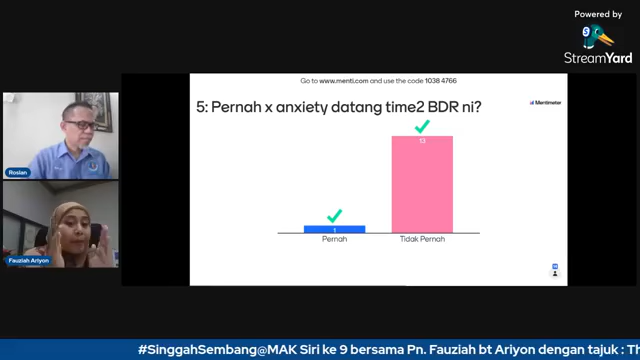 Powered by
StreamYard
Go to www.menti.com and use the code 1038 4766
5: Pernah x anxiety datang time2 BDR ni?
Mentimeter
13
1
Pernah
Tidak Pernah
Roslan
Fauziah Ariyon
#SinggahSembang@MAK Siri ke 9 bersama Pn. Fauziah bt Ariyon dengan tajuk : Th